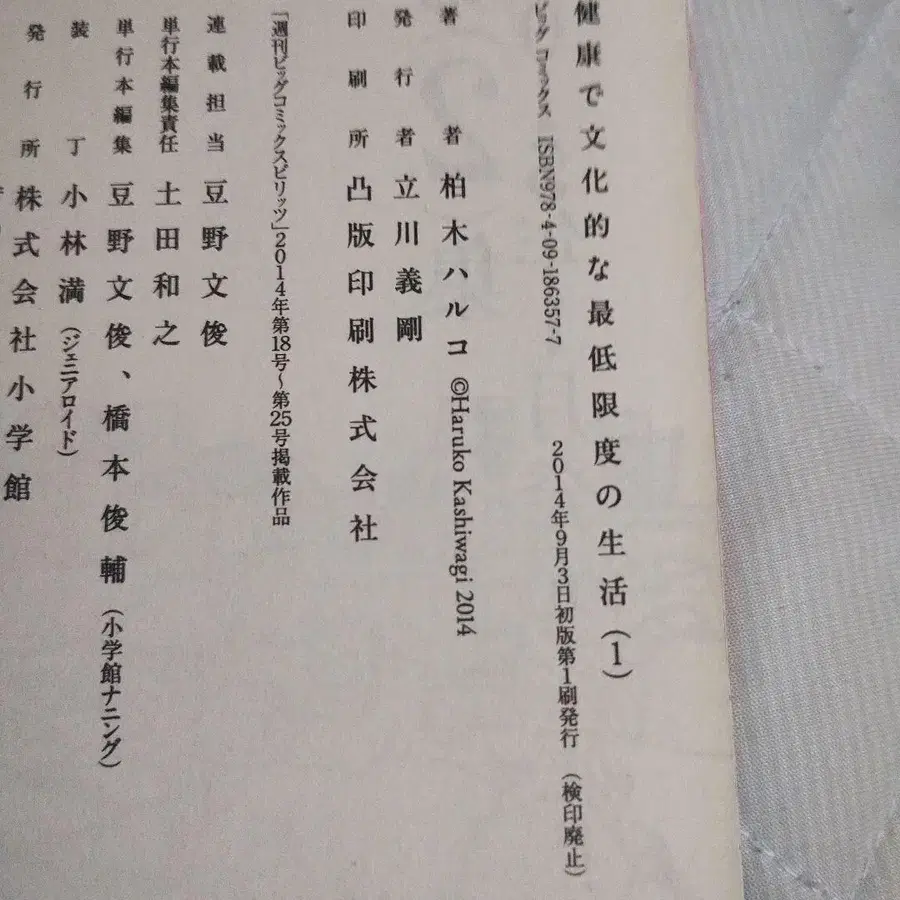 健康で文化的な最低限度の生活(1)
ビッグ コミックス ISBN978-4-09-186357-7
2014年9月3日初版第1刷発行 (検印廃止)
著者 柏木ハルコ ©Haruko Kashiwagi 2014
発行者 立川義剛
印刷所 凸版印刷株式会社
「週刊ビッグコミックスピリッツ」2014年第18号〜第25号掲載作品
連載担当 豆野文俊
単行本編集責任 土田和之
単行本編集 豆野文俊、橋本俊輔(小学館ナニング)
装丁 小林満(ジェニアロイド)
発行所 株式会社小学館